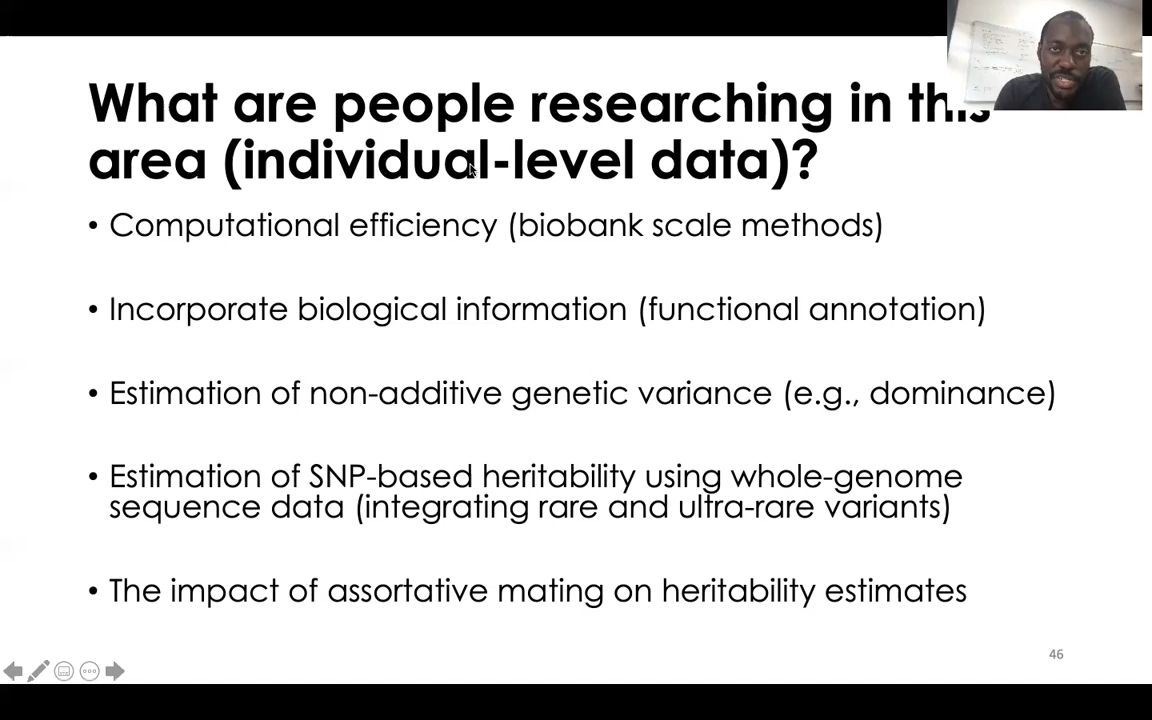 What are people researching in this
area (individual-level data)?
• Computational efficiency (biobank scale methods)
• Incorporate biological information (functional annotation)
• Estimation of non-additive genetic variance (e.g., dominance)
• Estimation of SNP-based heritability using whole-genome
sequence data (integrating rare and ultra-rare variants)
• The impact of assortative mating on heritability estimates
46